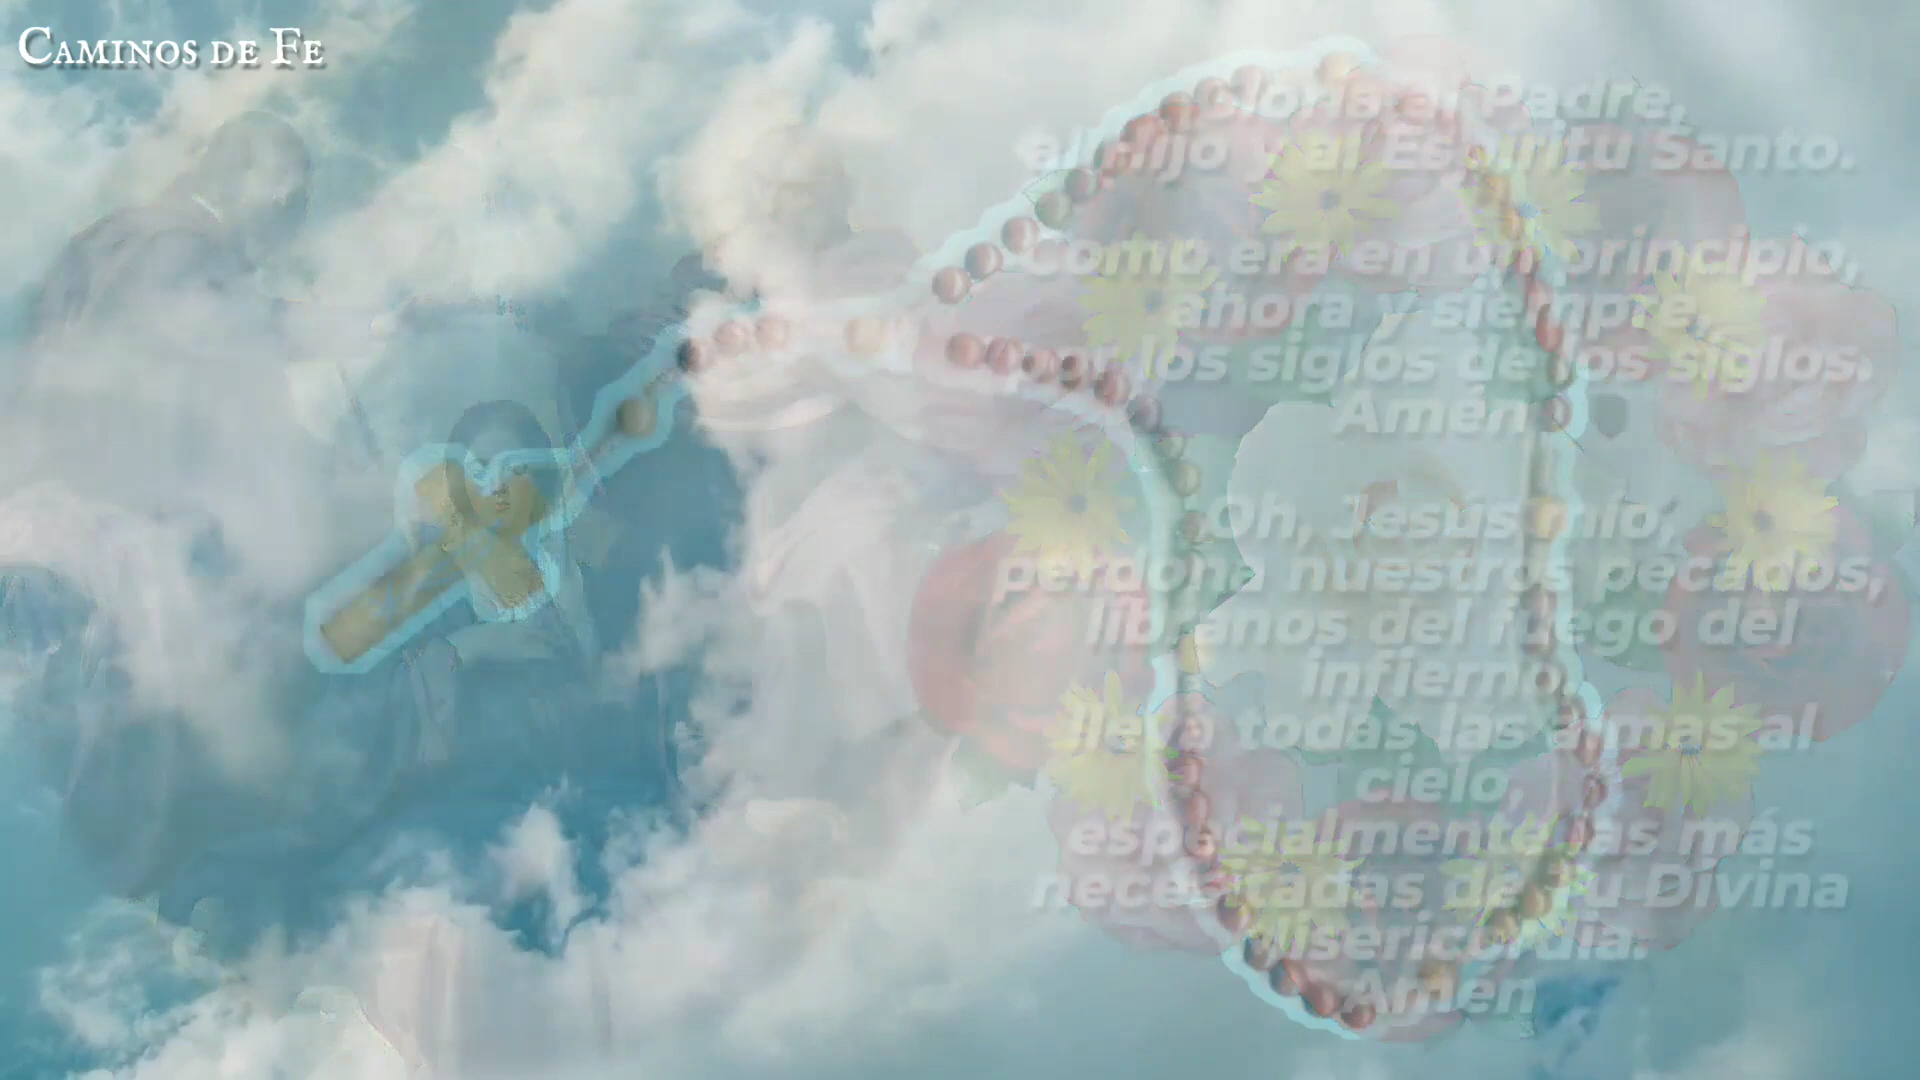 Caminos de Fe
Gloria al Padre,
al Hijo y al Espíritu Santo.
Como era en un principio,
ahora y siempre,
por los siglos de los siglos.
Amén
Oh, Jesús mío,
perdona nuestros pecados,
líbranos del fuego del
infierno,
lleva todas las almas al
cielo,
especialmente las más
necesitadas de Tu Divina
Misericordia.
Amén